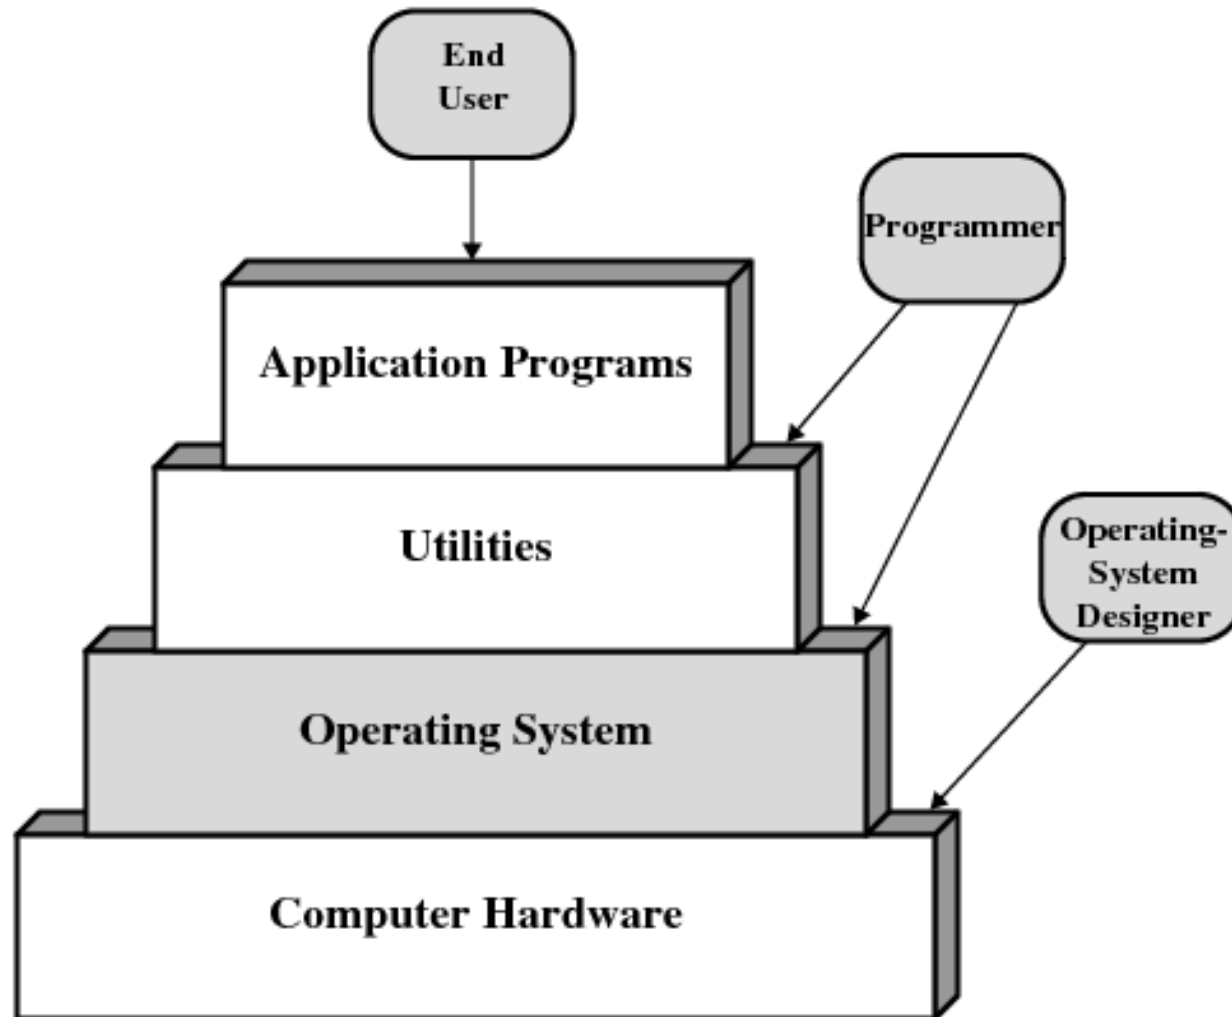 End
User
Programmer
Application Programs
Utilities
Operating-
System
Designer
Operating System
Computer Hardware